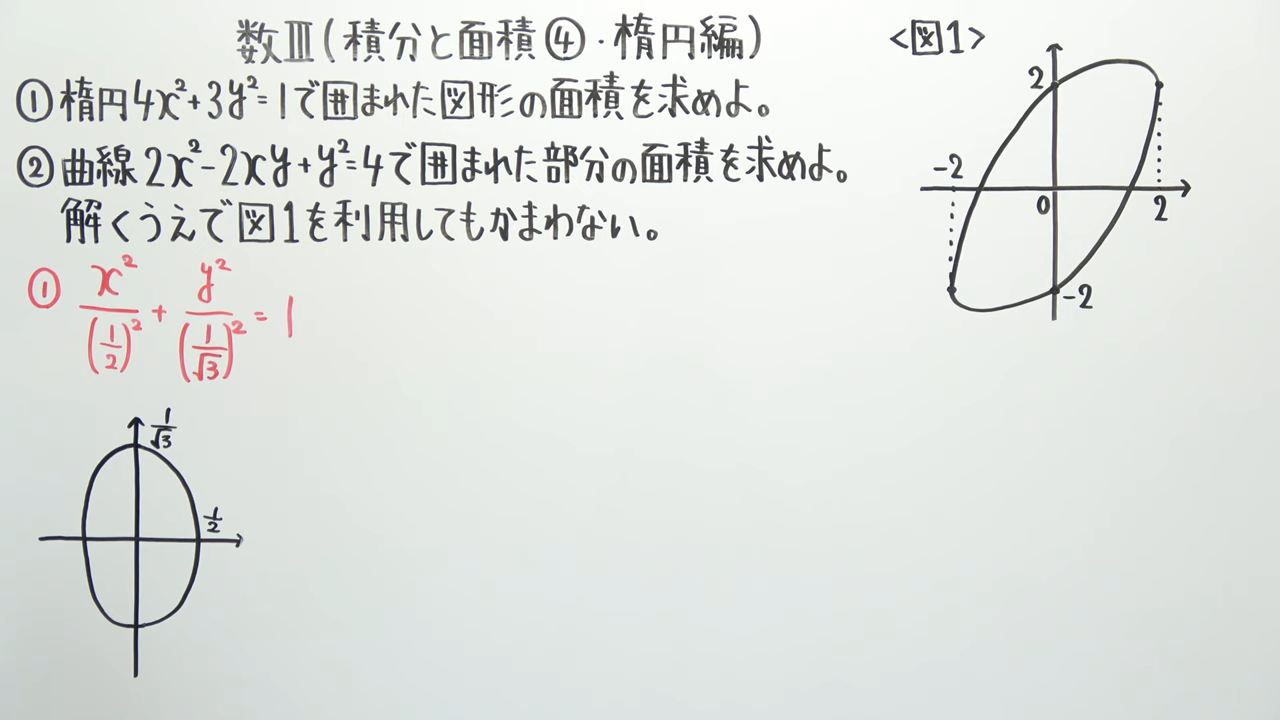 数Ⅲ(積分と面積④・楕円編)
<図1>
①楕円4x²+3y²=1で囲まれた図形の面積を求めよ。
②曲線2x²-2xy+y²=4で囲まれた部分の面積を求めよ。
解くうえで図1を利用してもかまわない。
① x²/(1/2)² + y²/(1/√3)² = 1
1/√3
1/2
2
-2
0
2
-2